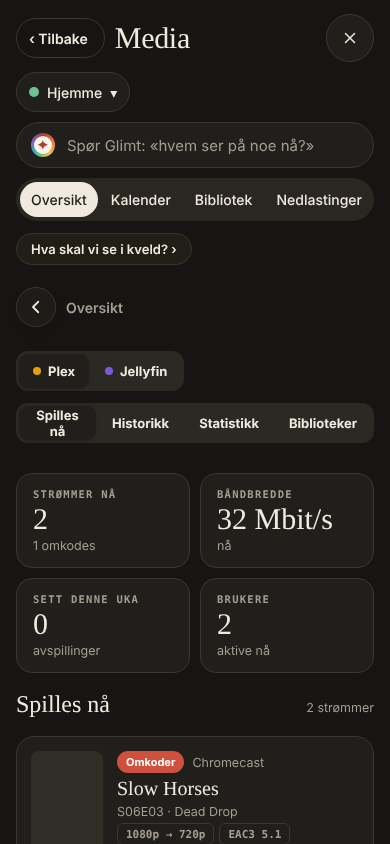 ‹ Tilbake
Media
Hjemme ▾
Spør Glimt: «hvem ser på noe nå?»
Oversikt
Kalender
Bibliotek
Nedlastinger
Hva skal vi se i kveld? ›
Oversikt
Plex
Jellyfin
Spilles
nå
Historikk
Statistikk
Biblioteker
STRØMMER NÅ
2
1 omkodes
BÅNDBREDDE
32 Mbit/s
nå
SETT DENNE UKA
0
avspillinger
BRUKERE
2
aktive nå
Spilles nå
2 strømmer
Omkoder
Chromecast
Slow Horses
S06E03 · Dead Drop
1080p → 720p
EAC3 5.1